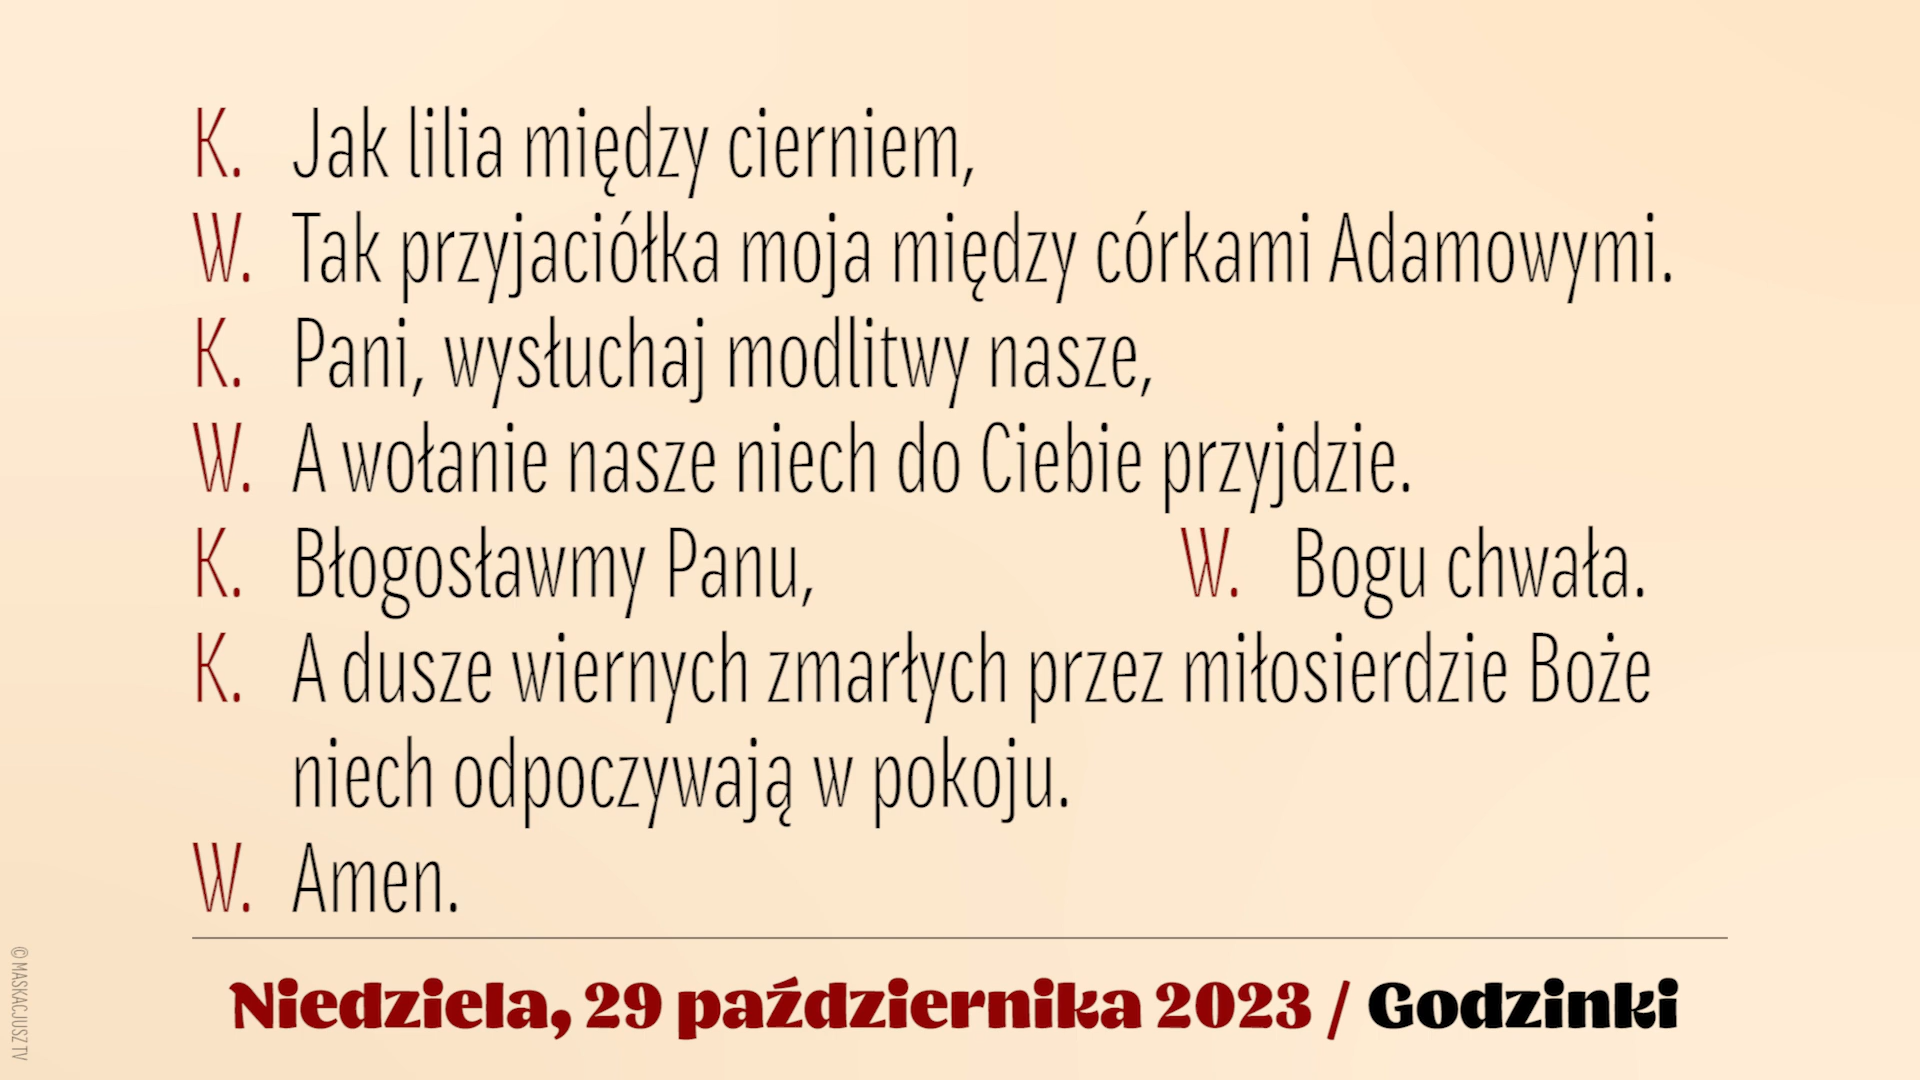 K. Jak lilia między cierniem,
W. Tak przyjaciółka moja między córkami Adamowymi.
K. Pani, wysłuchaj modlitwy nasze,
W. A wołanie nasze niech do Ciebie przyjdzie.
K. Błogosławmy Panu, W. Bogu chwała.
K. A dusze wiernych zmarłych przez miłosierdzie Boże
niech odpoczywają w pokoju.
W. Amen.
Niedziela, 29 października 2023 / Godzinki
© MASKACJUSZ TV